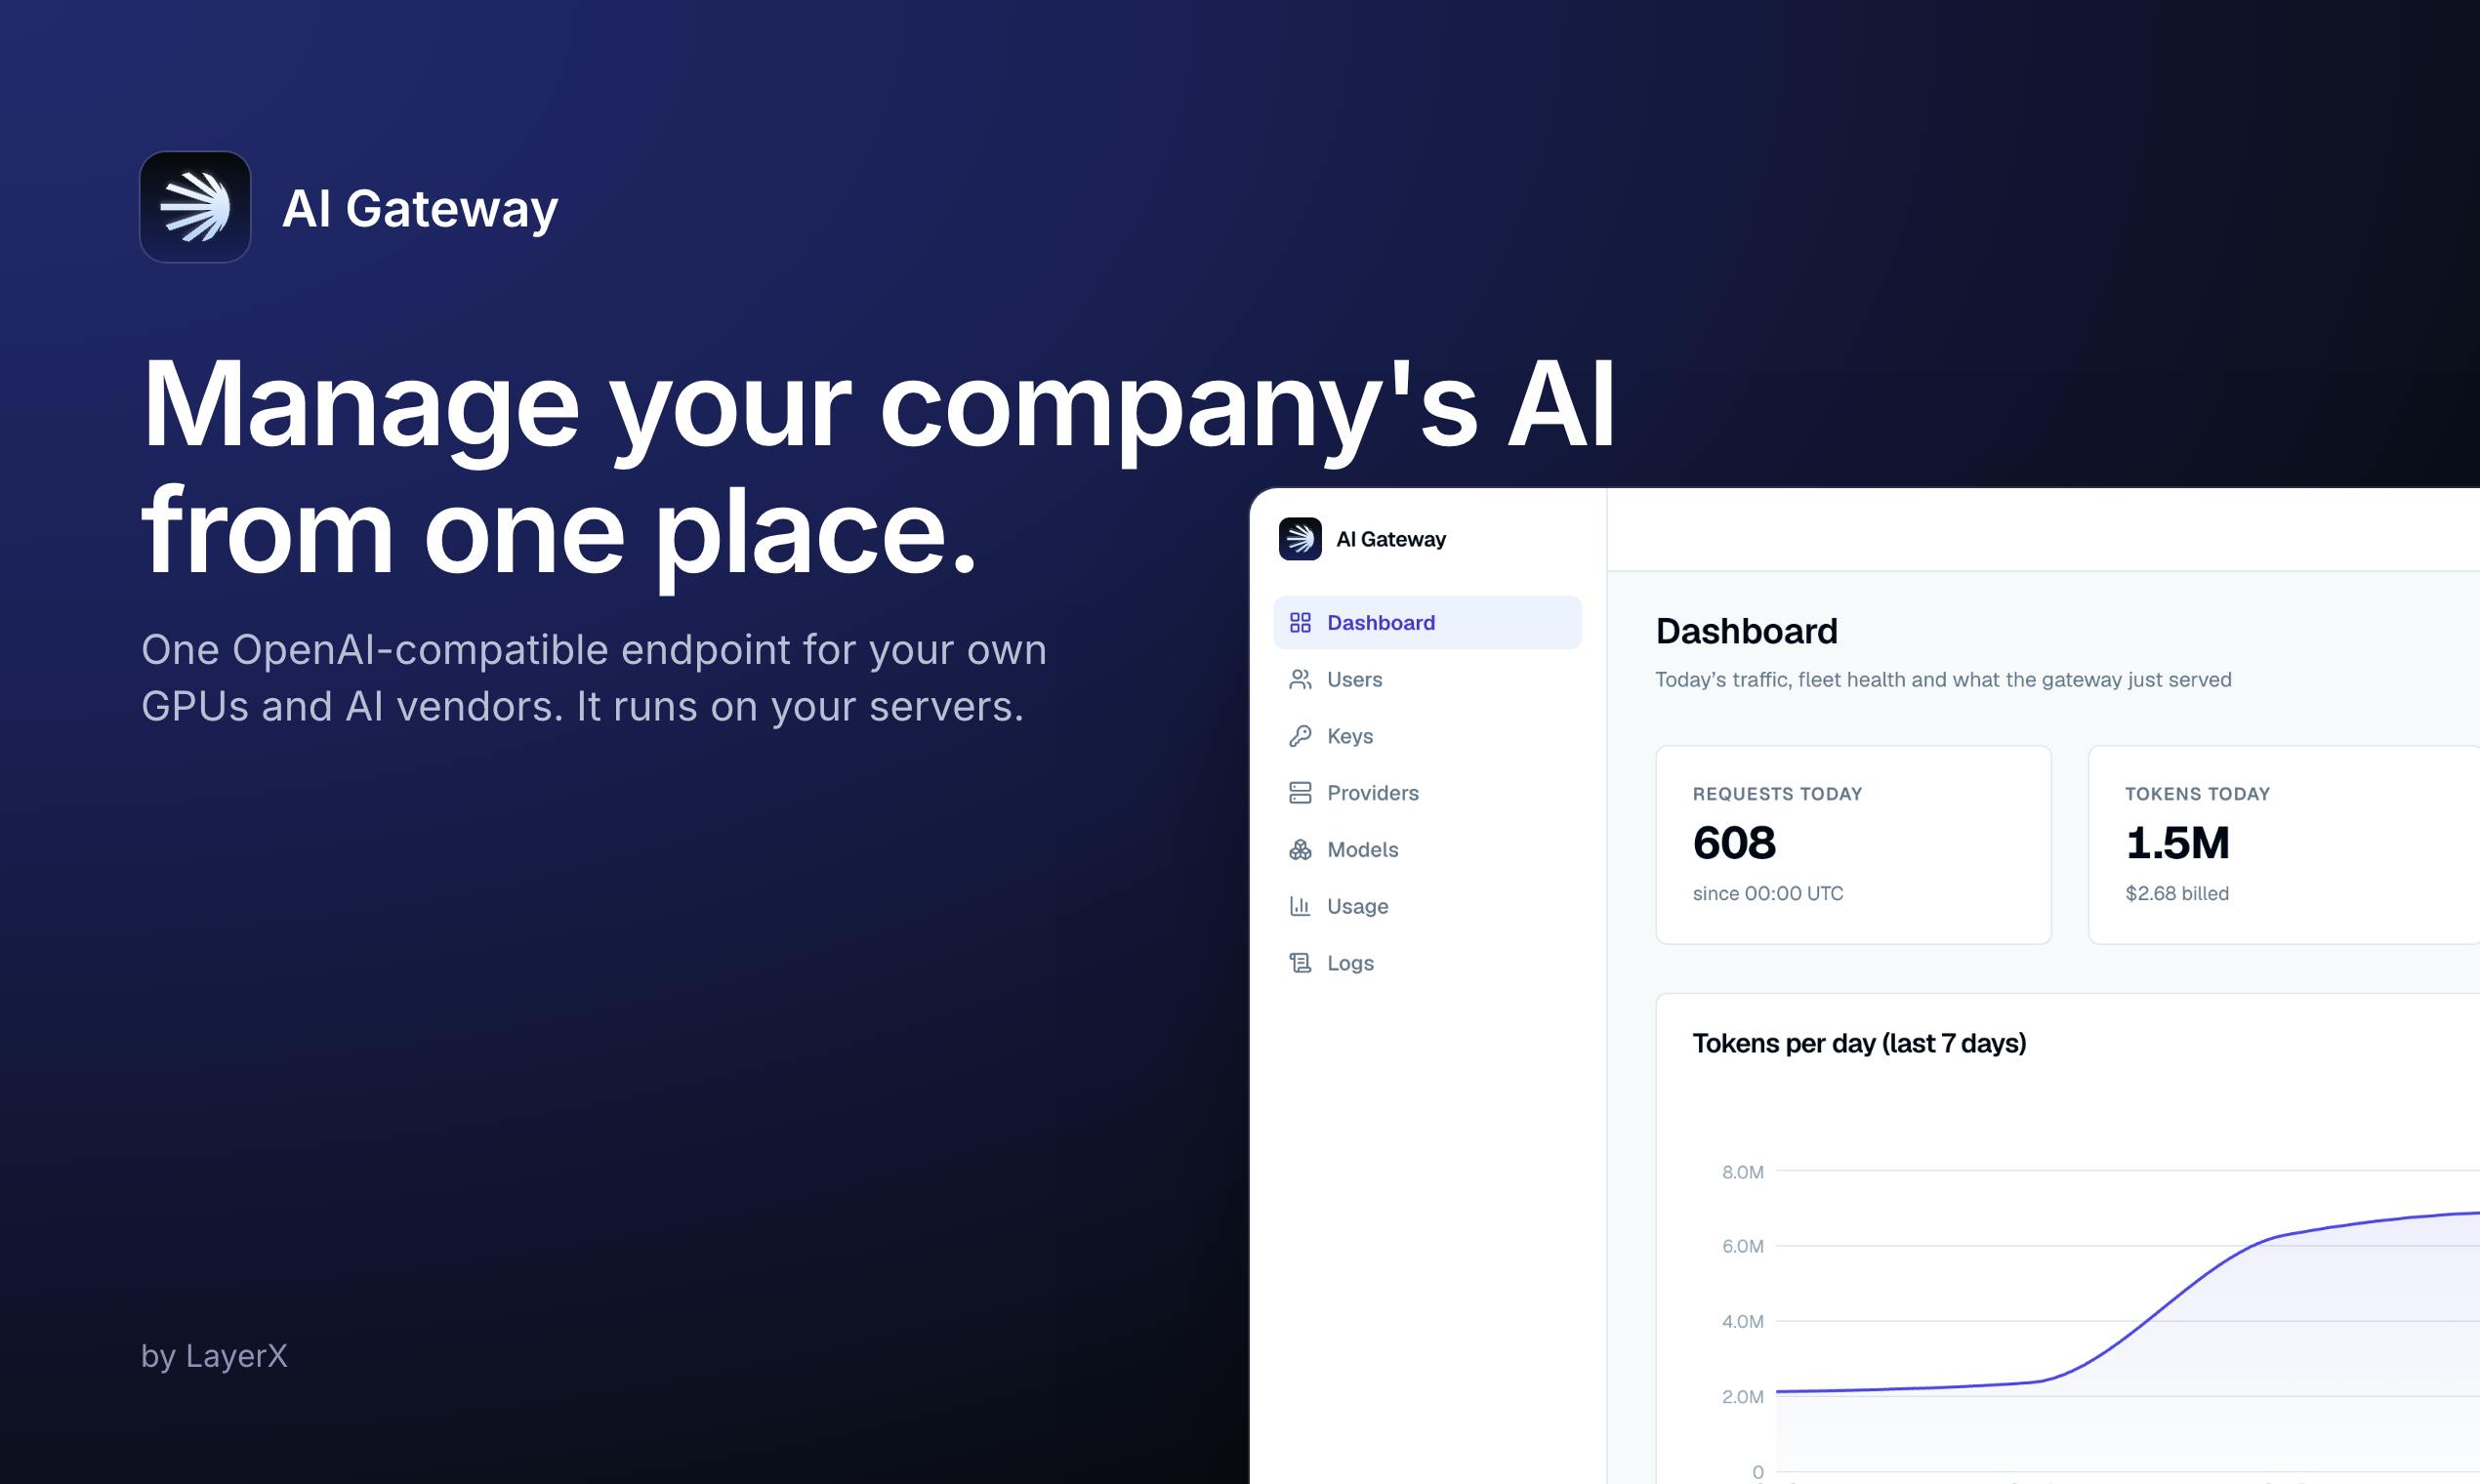 AI Gateway
Manage your company's AI
from one place.
One OpenAI-compatible endpoint for your own
GPUs and AI vendors. It runs on your servers.
by LayerX
AI Gateway
Dashboard
Users
Keys
Providers
Models
Usage
Logs
Dashboard
Today’s traffic, fleet health and what the gateway just served
REQUESTS TODAY
608
since 00:00 UTC
TOKENS TODAY
1.5M
$2.68 billed
Tokens per day (last 7 days)
8.0M
6.0M
4.0M
2.0M
0